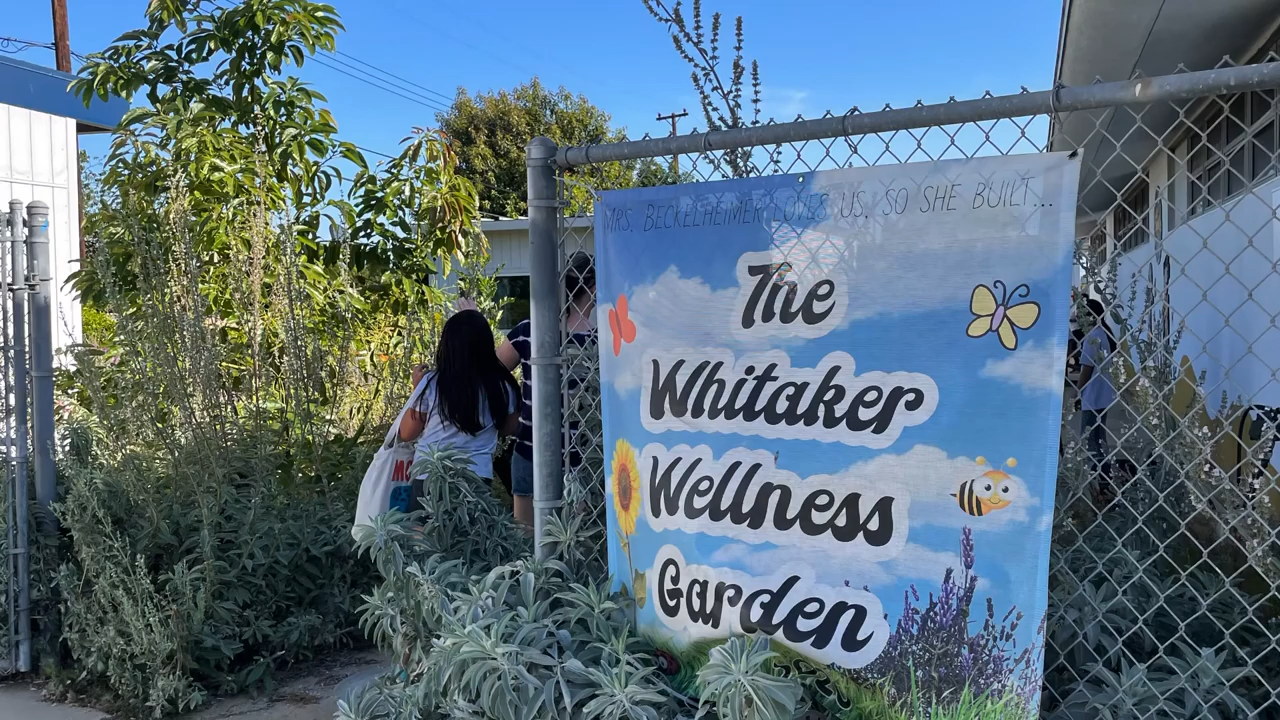 MRS. BECKELHEIMER LOVES US, SO SHE BUILT...
The
Whitaker
Wellness
Garden